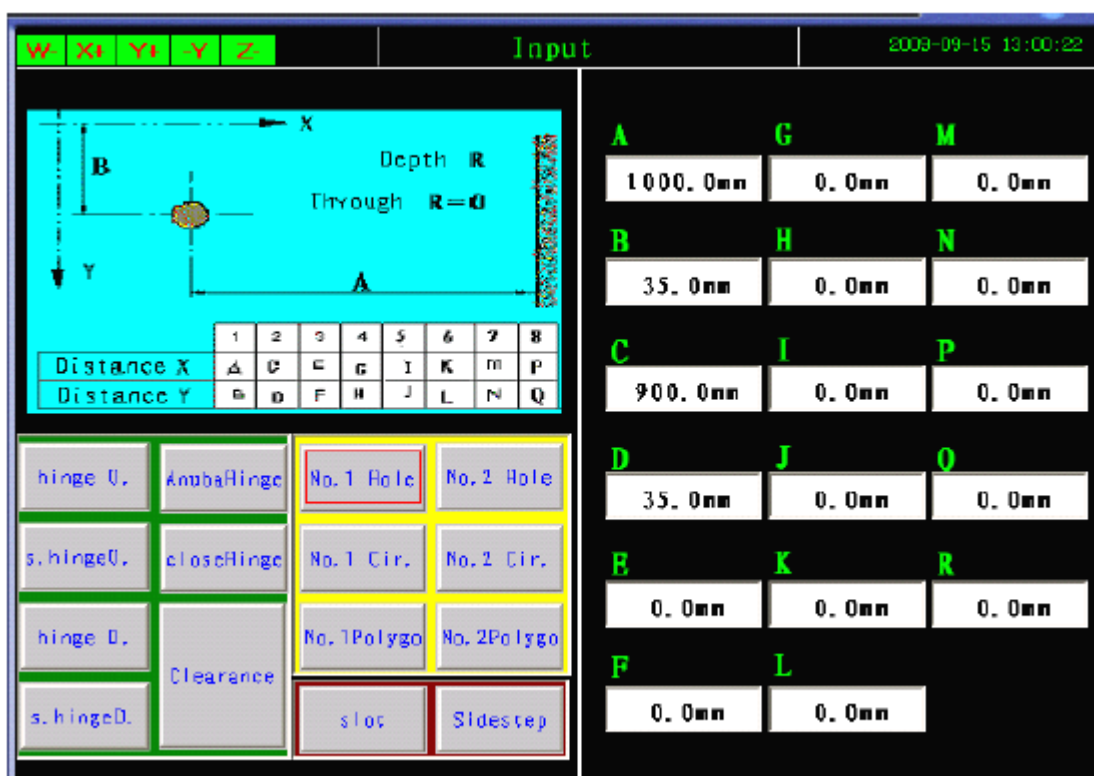 W- X+ Y+ -Y Z- Input 2009-09-15 13:00:22
X
B
Depth R
Through R=0
Y
A
1 2 3 4 5 6 7 8
Distance X A C E G I K m P
Distance Y B D F H J L N Q
hinge U. AnubaHinge No.1 Hole No.2 Hole
s.hingeU. closeHinge No.1 Cir. No.2 Cir.
hinge D. Clearance No.1Polygo No.2Polygo
s.hingeD. slot Sidestep
A G M
1000.0mm 0.0mm 0.0mm
B H N
35.0mm 0.0mm 0.0mm
C I P
900.0mm 0.0mm 0.0mm
D J Q
35.0mm 0.0mm 0.0mm
E K R
0.0mm 0.0mm 0.0mm
F L
0.0mm 0.0mm